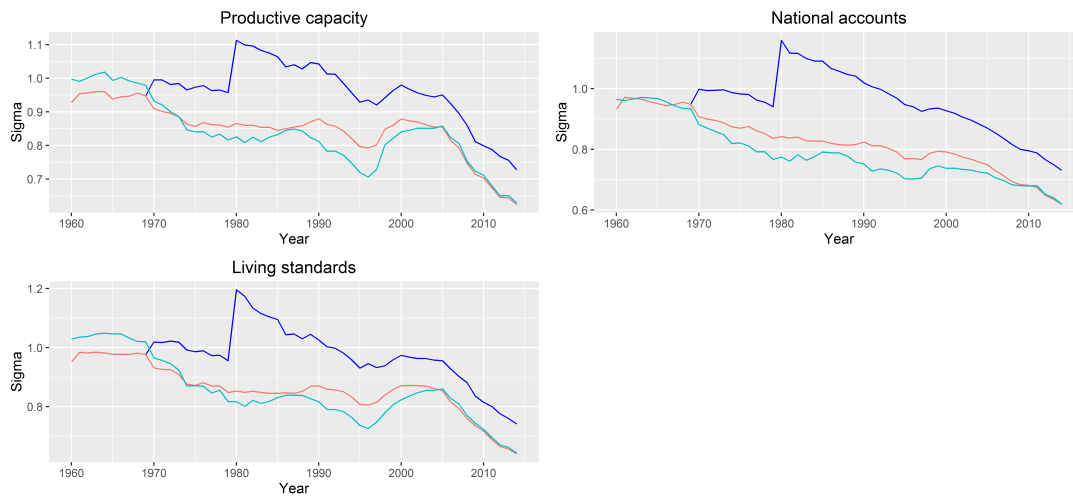 Productive capacity
Sigma
1.1
1.0
0.9
0.8
0.7
1960 1970 1980 1990 2000 2010
Year
National accounts
Sigma
1.0
0.8
0.6
1960 1970 1980 1990 2000 2010
Year
Living standards
Sigma
1.2
1.0
0.8
1960 1970 1980 1990 2000 2010
Year